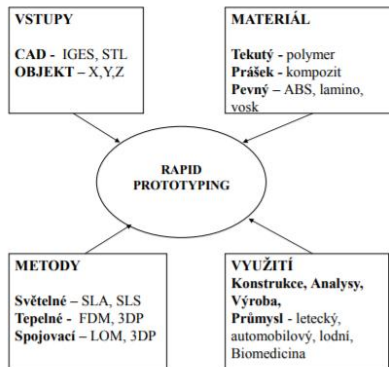 VSTUPY
CAD - IGES, STL
OBJEKT – X,Y,Z
MATERIÁL
Tekutý - polymer
Prášek - kompozit
Pevný – ABS, lamino,
vosk
RAPID
PROTOTYPING
METODY
Světelné – SLA, SLS
Tepelné - FDM, 3DP
Spojovací – LOM, 3DP
VYUŽITÍ
Konstrukce, Analysy,
Výroba,
Průmysl - letecký,
automobilový, lodní,
Biomedicina